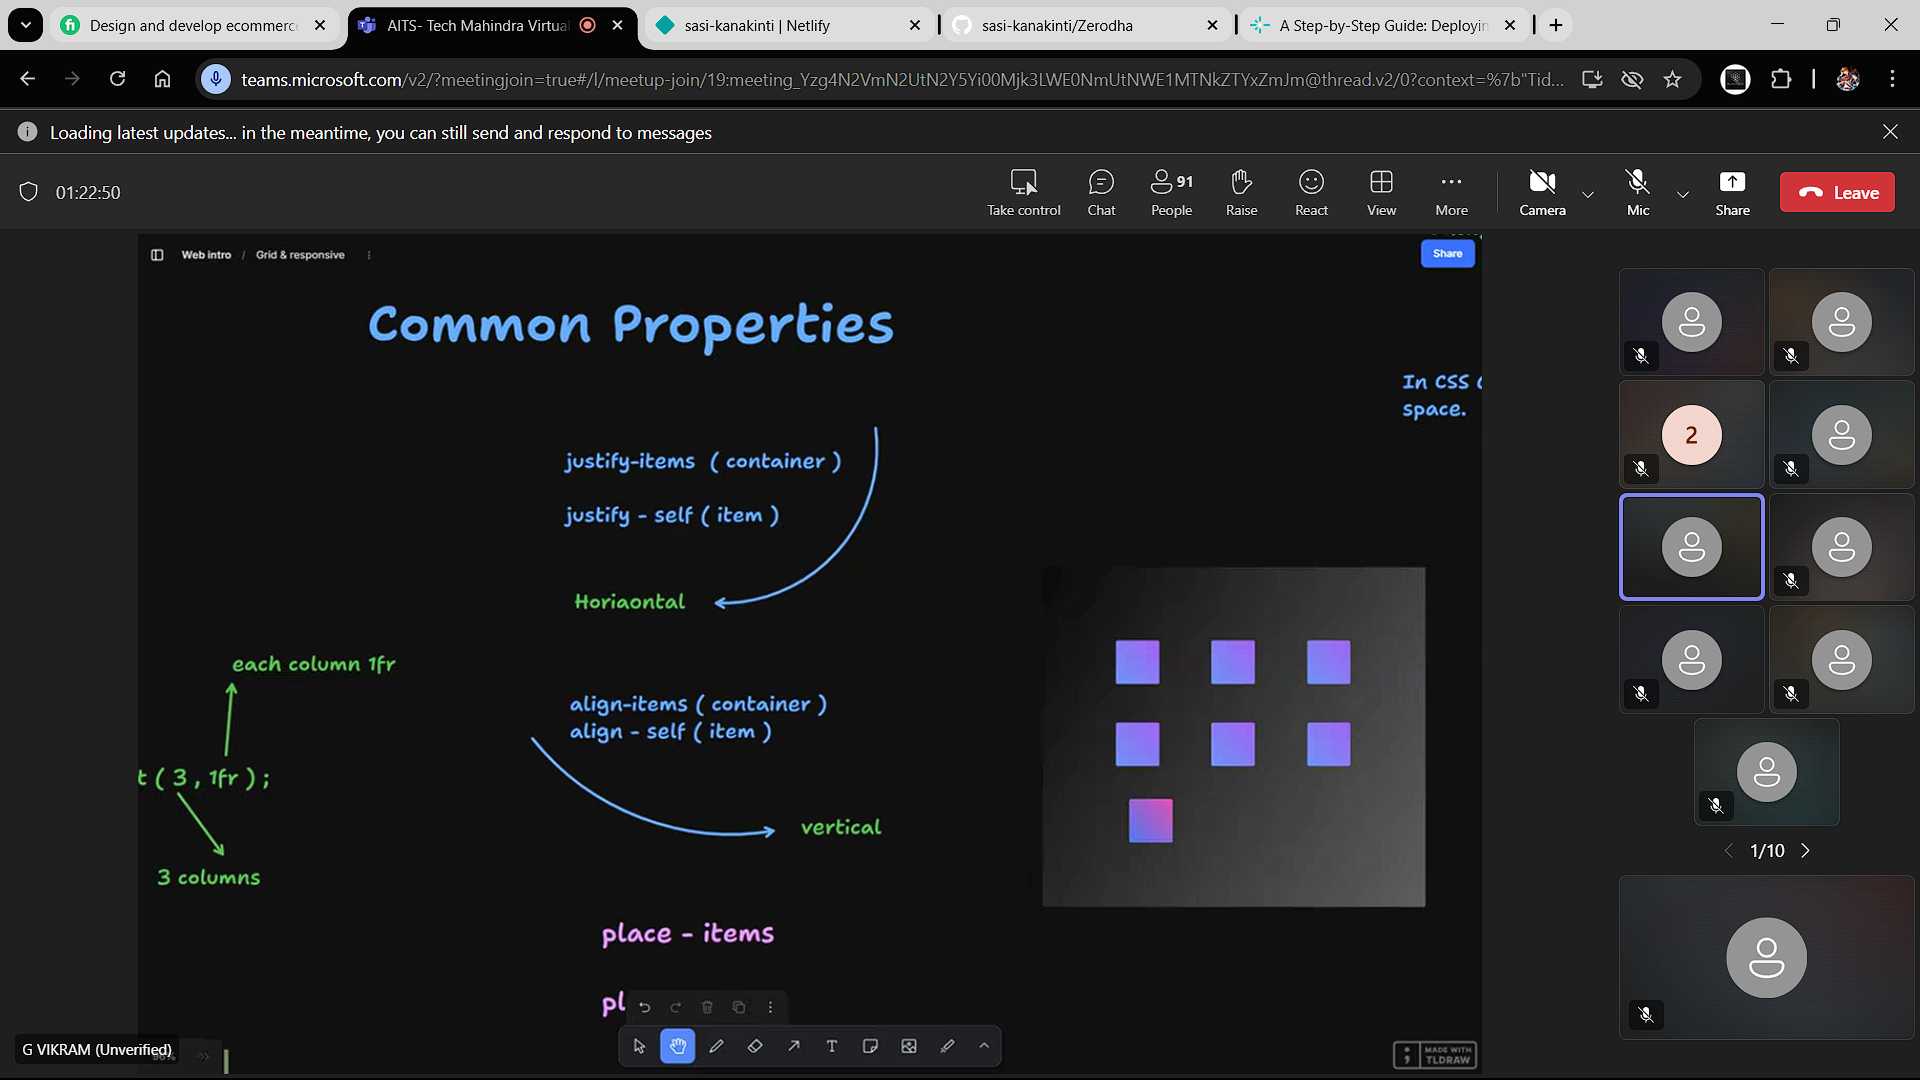 Design and develop ecommerc
AITS- Tech Mahindra Virtual
sasi-kanakinti | Netlify
sasi-kanakinti/Zerodha
A Step-by-Step Guide: Deployin
teams.microsoft.com/v2/?meetingjoin=true#/l/meetup-join/19:meeting_Yzg4N2VmN2UtN2Y5Yi00Mjk3LWE0NmUtNWE1MTNkZTYxZmJm@thread.v2/0?context=%7b"Tid...
Loading latest updates... in the meantime, you can still send and respond to messages
01:22:50
Take control
Chat
91
People
Raise
React
View
More
Camera
Mic
Share
Leave
Web intro / Grid & responsive
Share
Common Properties
In CSS
space.
justify-items ( container )
justify - self ( item )
Horiaontal
each column 1fr
align-items ( container )
align - self ( item )
t ( 3 , 1fr ) ;
vertical
3 columns
place - items
pl
2
1/10
G VIKRAM (Unverified)
T
MADE WITH
TLDRAW